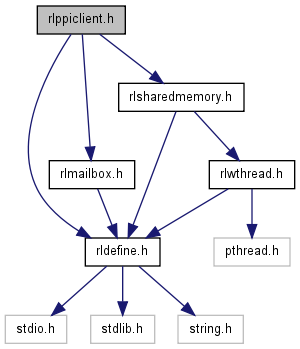 rlppiclient.h
rlsharedmemory.h
rlmailbox.h
rlwthread.h
rldefine.h
pthread.h
stdio.h
stdlib.h
string.h